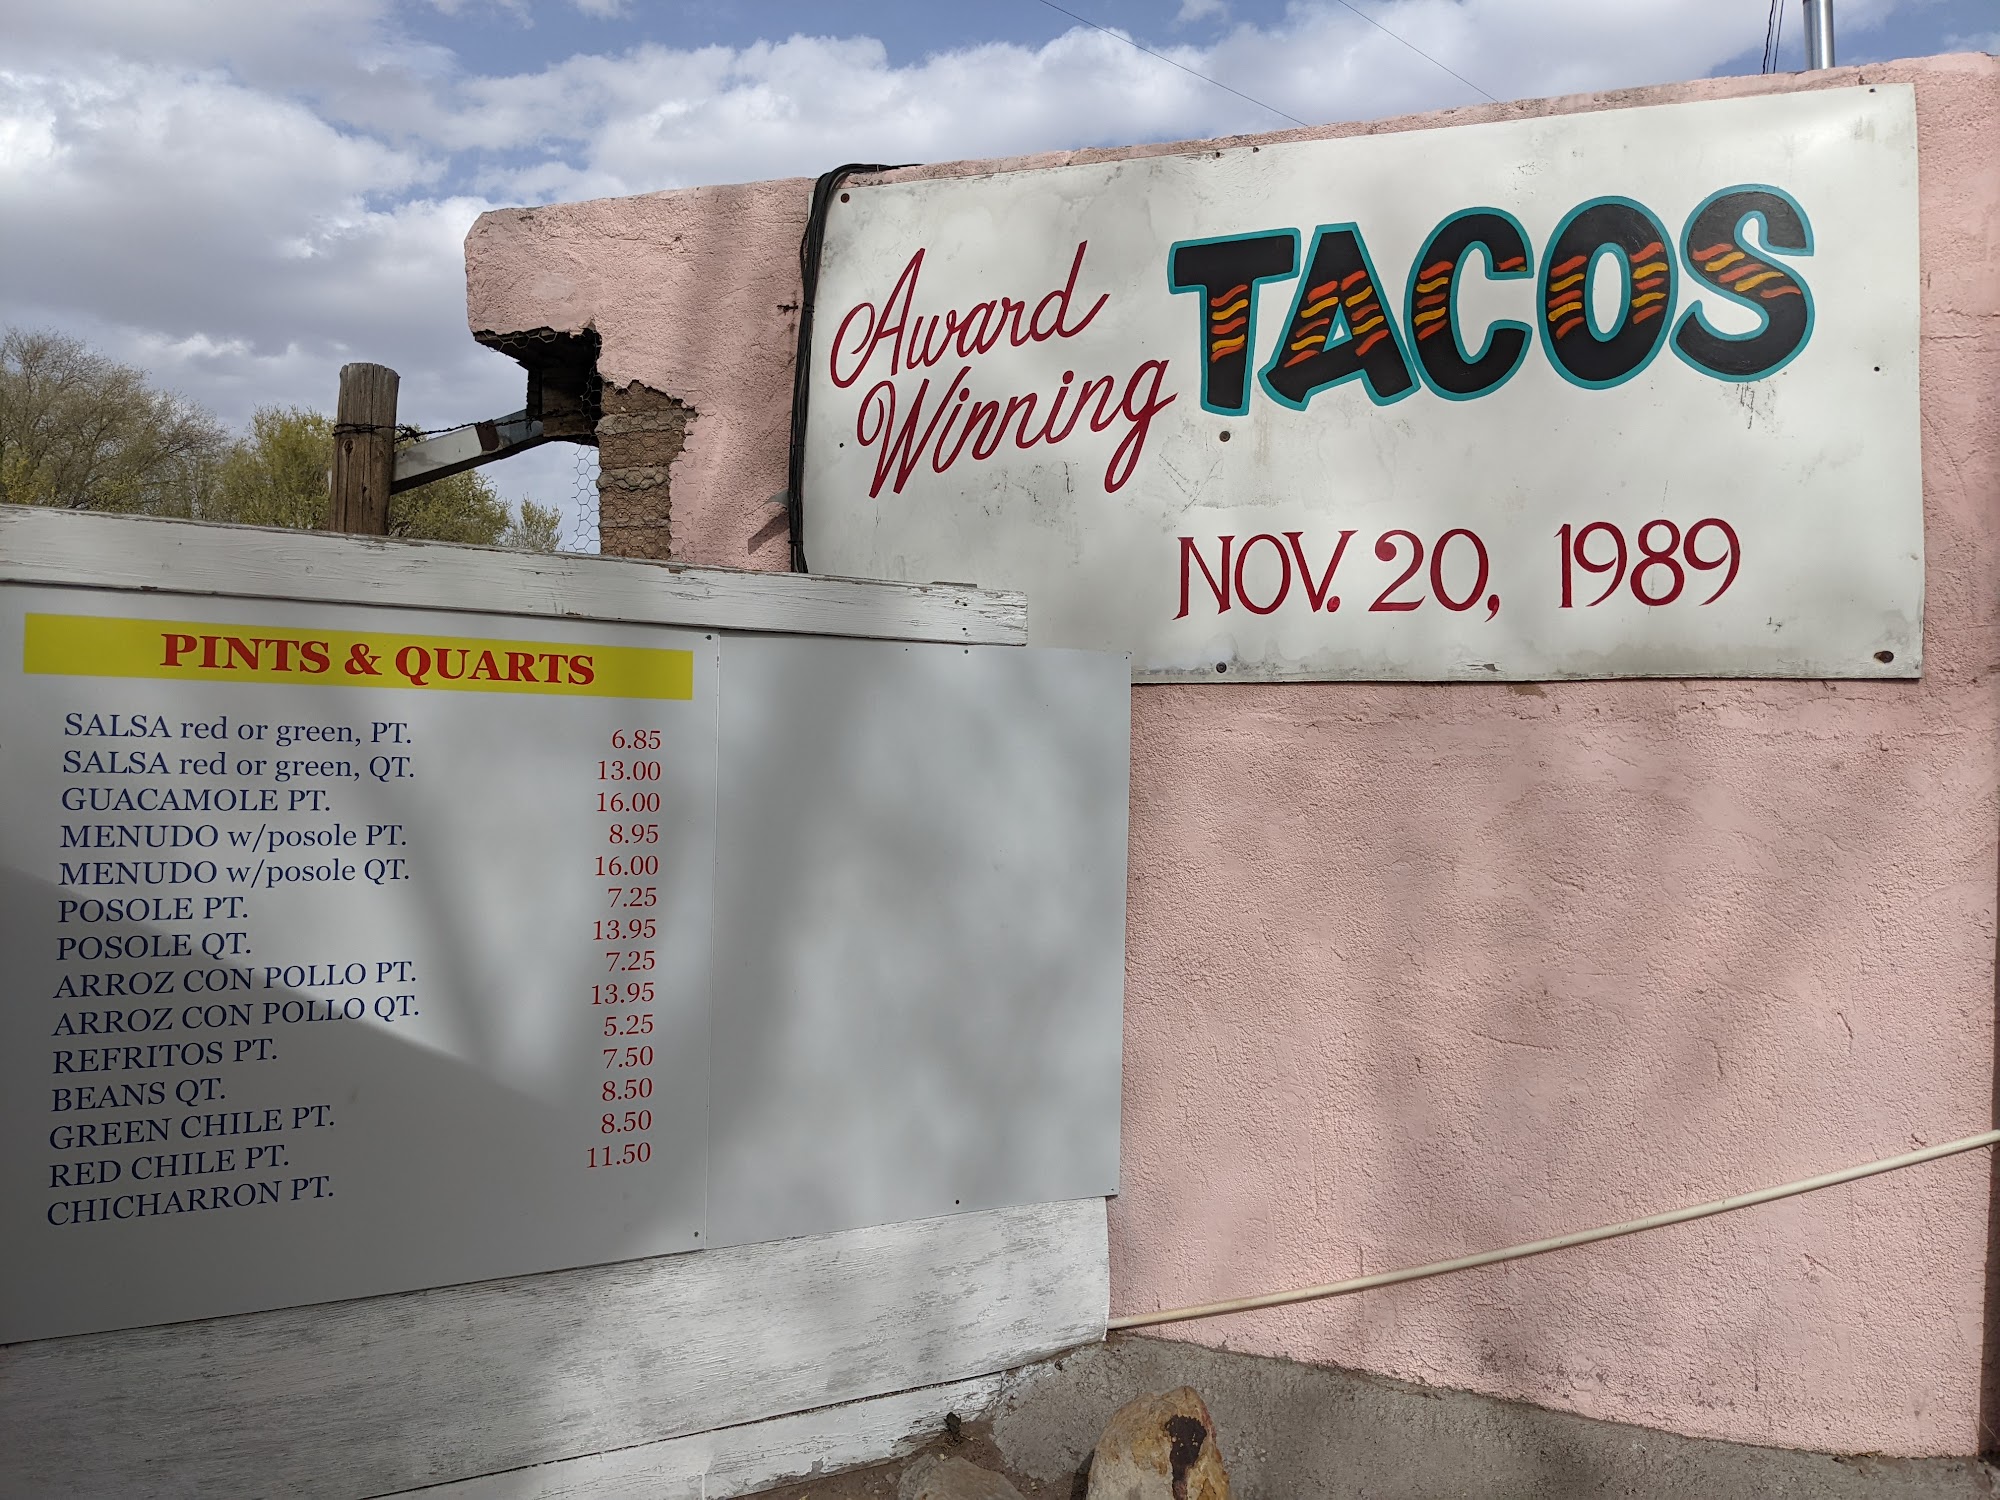 Award
Winning
TACOS
NOV. 20, 1989
PINTS & QUARTS
SALSA red or green, PT. 6.85
SALSA red or green, QT. 13.00
GUACAMOLE PT. 16.00
MENUDO w/posole PT. 8.95
MENUDO w/posole QT. 16.00
POSOLE PT. 7.25
POSOLE QT. 13.95
ARROZ CON POLLO PT. 7.25
ARROZ CON POLLO QT. 13.95
REFRITOS PT. 5.25
BEANS QT. 7.50
GREEN CHILE PT. 8.50
RED CHILE PT. 8.50
CHICHARRON PT. 11.50